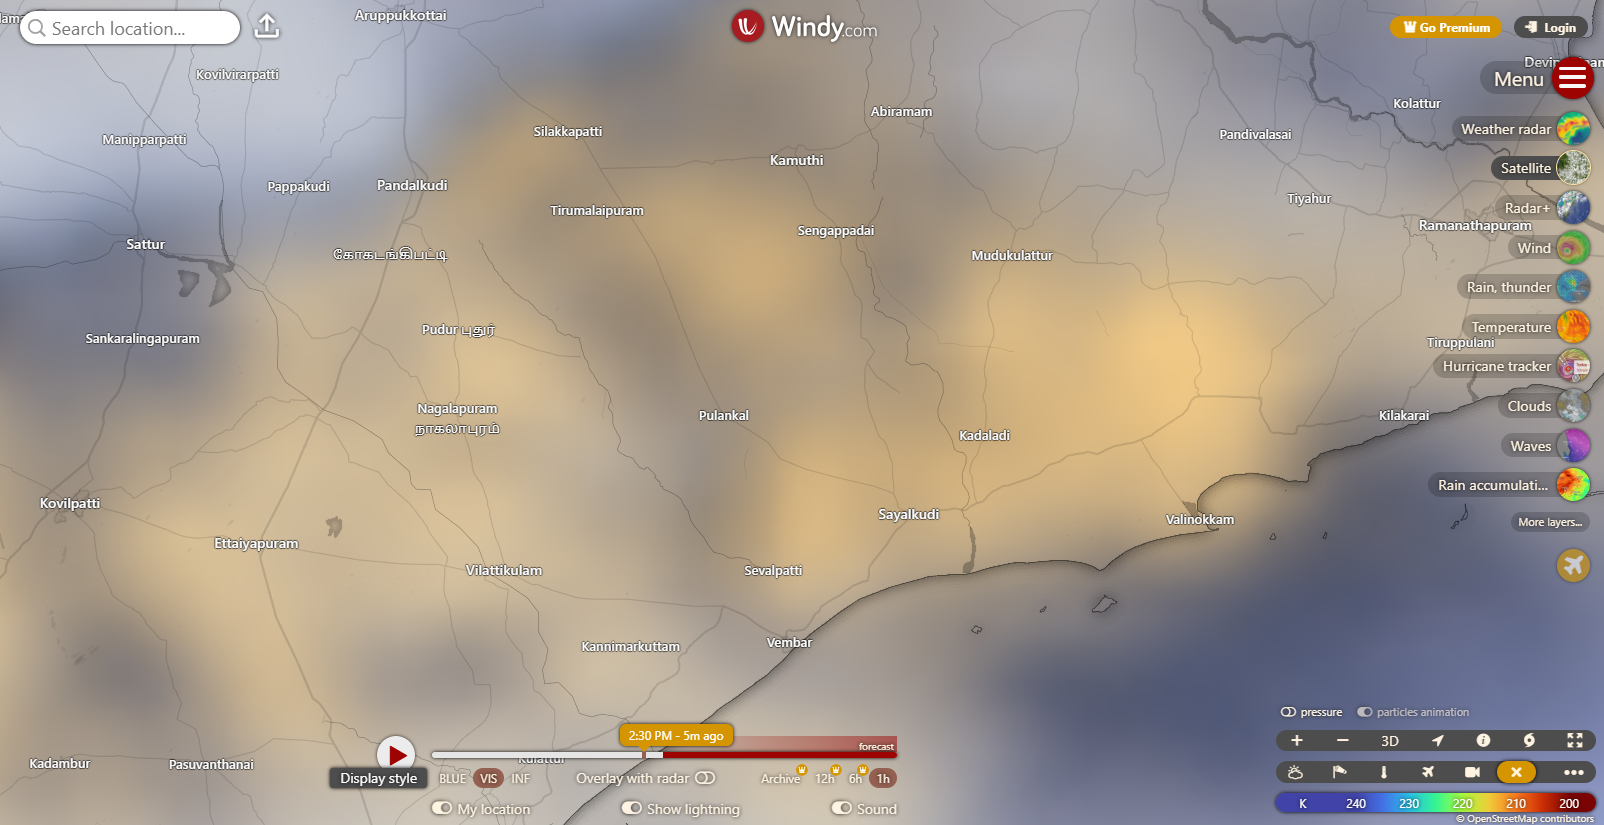 Aruppukkottai
Search location...
Windy.com
Go Premium
Login
Kovilvirarpatti
Menu
Abiramam
Kolattur
Silakkapatti
Pandivalasai
Weather radar
Manipparpatti
Kamuthi
Satellite
Pappakudi
Pandalkudi
Tiyahur
Tirumalaipuram
Radar+
Sengappadai
Ramanathapuram
Sattur
கோகடங்கிபட்டி
Mudukulattur
Wind
Rain, thunder
Pudur புதூர்
Temperature
Sankaralingapuram
Tiruppulani
Hurricane tracker
Nagalapuram
நாகலாபுரம்
Pulankal
Clouds
Kilakarai
Kadaladi
Waves
Rain accumulati...
Kovilpatti
Sayalkudi
Valinokkam
More layers...
Ettaiyapuram
Vilattikulam
Sevalpatti
Kannimarkuttam
Vembar
pressure
particles animation
2:30 PM - 5m ago
forecast
3D
Kadambur
Pasuvanthanai
Kulattur
Display style
BLUE
VIS
INF
Overlay with radar
Archive
12h
6h
1h
My location
Show lightning
Sound
K 240 230 220 210 200
© OpenStreetMap contributors